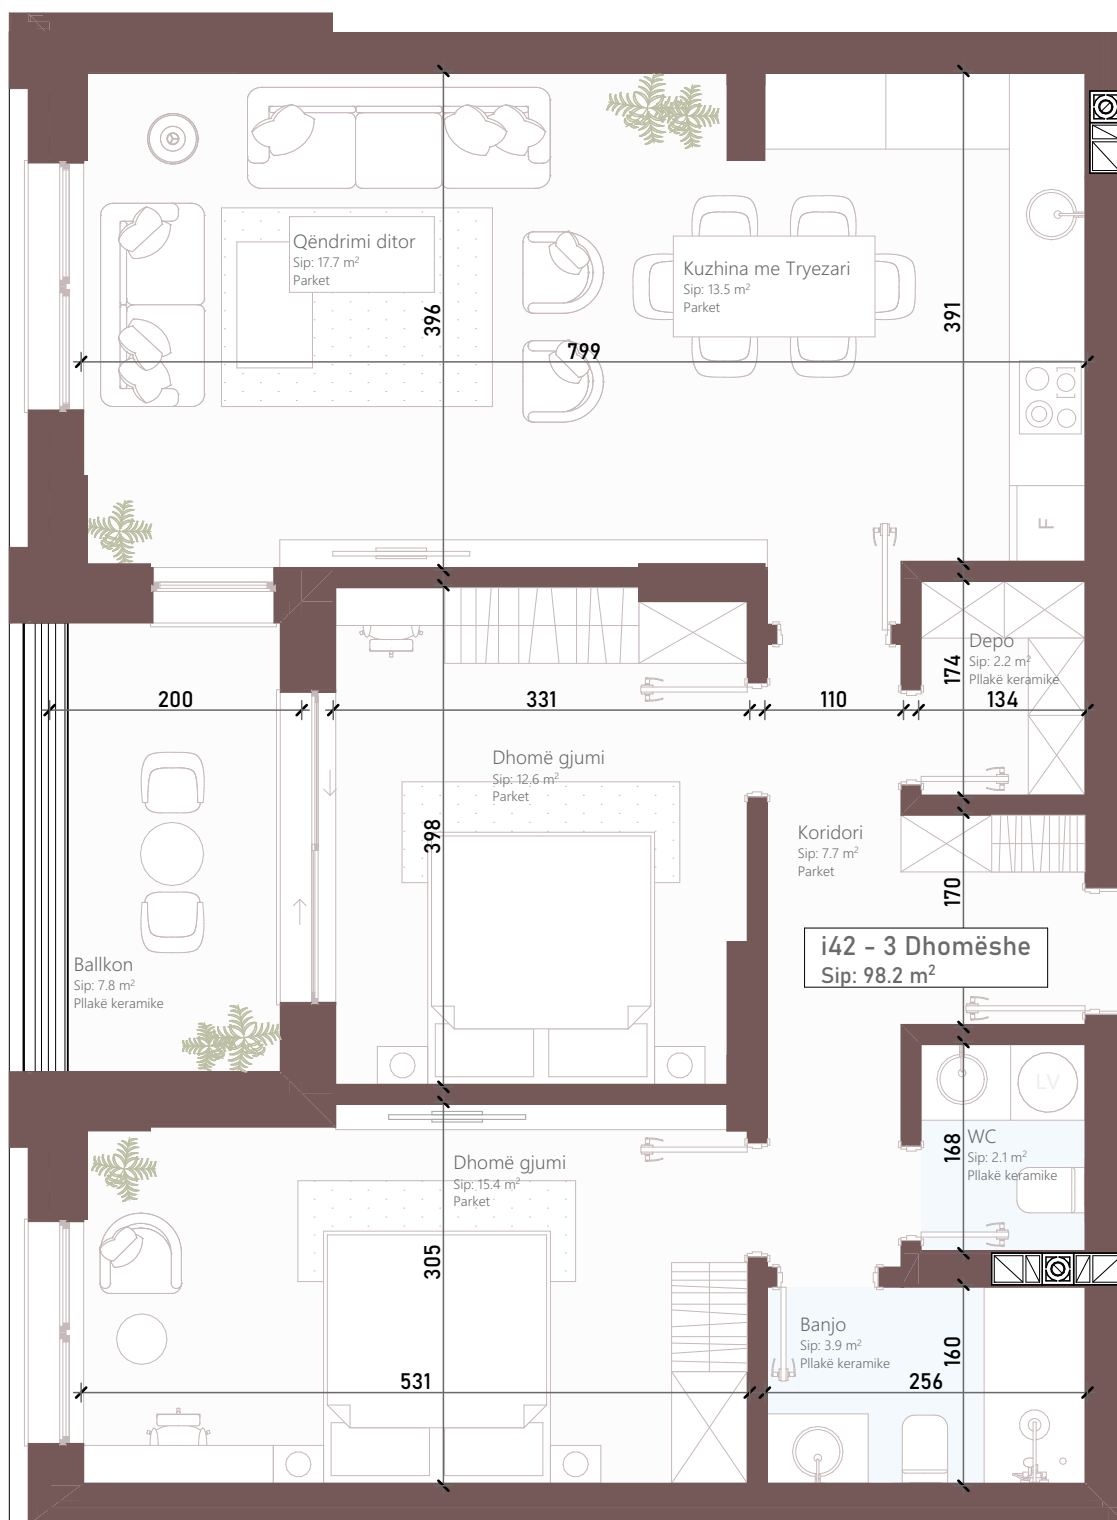 Qëndrimi ditor
Sip: 17.7 m²
Parket
Kuzhina me Tryezari
Sip: 13.5 m²
Parket
396
391
799
F
Depo
Sip: 2.2 m²
Pllakë keramike
174
200
331
110
134
Dhomë gjumi
Sip: 12.6 m²
Parket
398
Koridori
Sip: 7.7 m²
Parket
170
i42 - 3 Dhomëshe
Sip: 98.2 m²
Ballkon
Sip: 7.8 m²
Pllakë keramike
LV
WC
Sip: 2.1 m²
Pllakë keramike
168
Dhomë gjumi
Sip: 15.4 m²
Parket
305
Banjo
Sip: 3.9 m²
Pllakë keramike
160
531
256